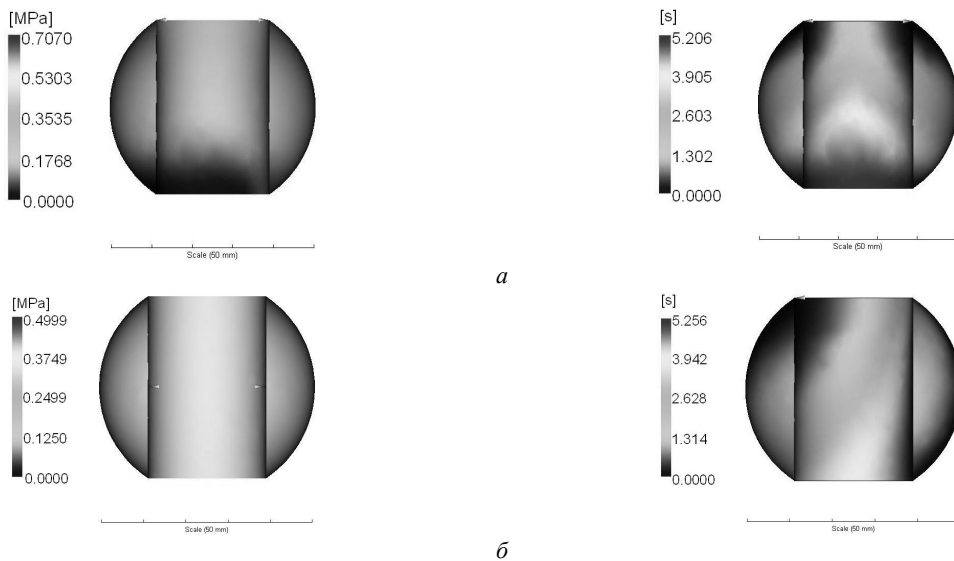 [MPa]
0.7070
0.5303
0.3535
0.1768
0.0000
Scale (50 mm)
[s]
5.206
3.905
2.603
1.302
0.0000
Scale (50 mm)
а
[MPa]
0.4999
0.3749
0.2499
0.1250
0.0000
Scale (50 mm)
[s]
5.256
3.942
2.628
1.314
0.0000
Scale (50 mm)
б